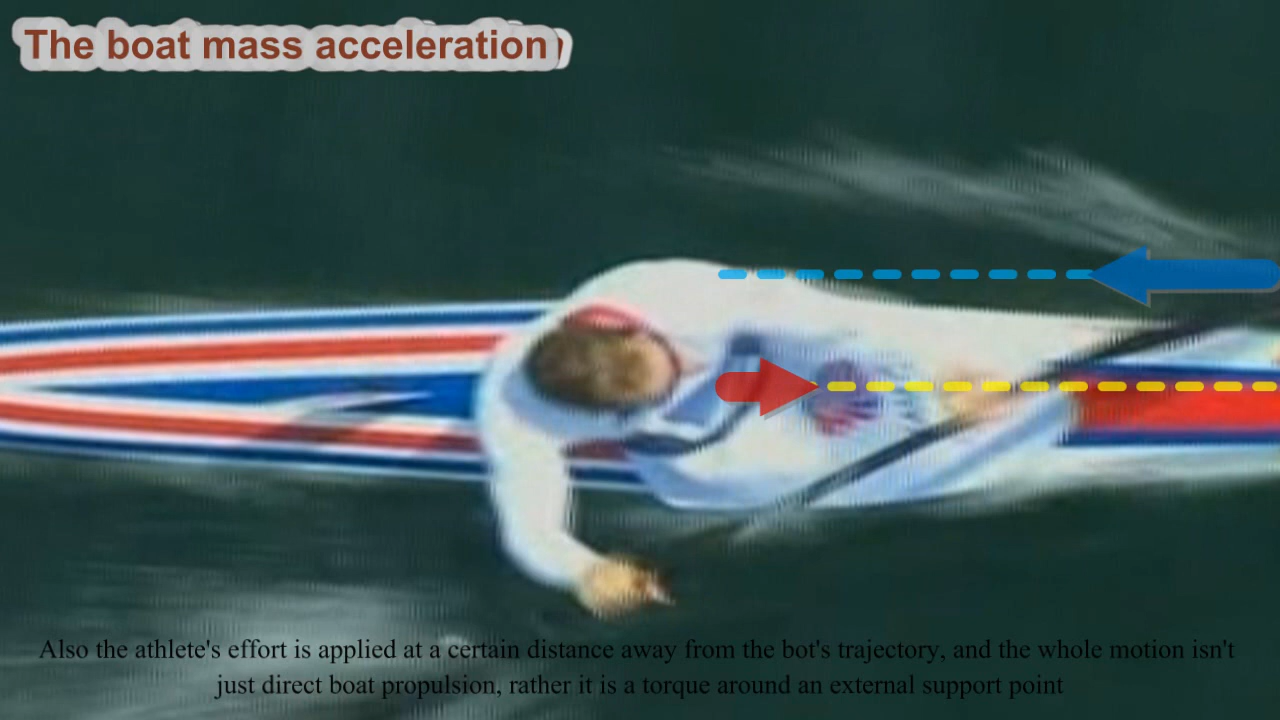 The boat mass acceleration
Also the athlete's effort is applied at a certain distance away from the bot's trajectory, and the whole motion isn't
just direct boat propulsion, rather it is a torque around an external support point